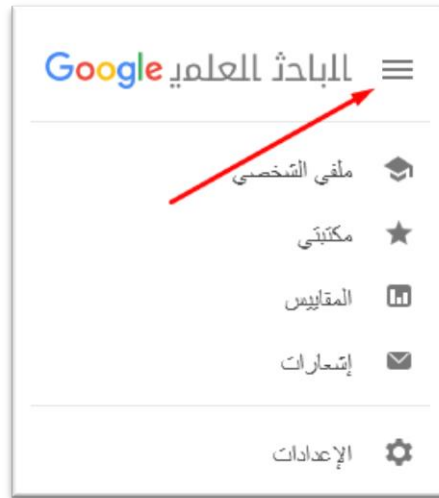 الباحث العلمي Google
ملفي الشخصي
مكتبتي
المقاييس
إشعارات
الإعدادات